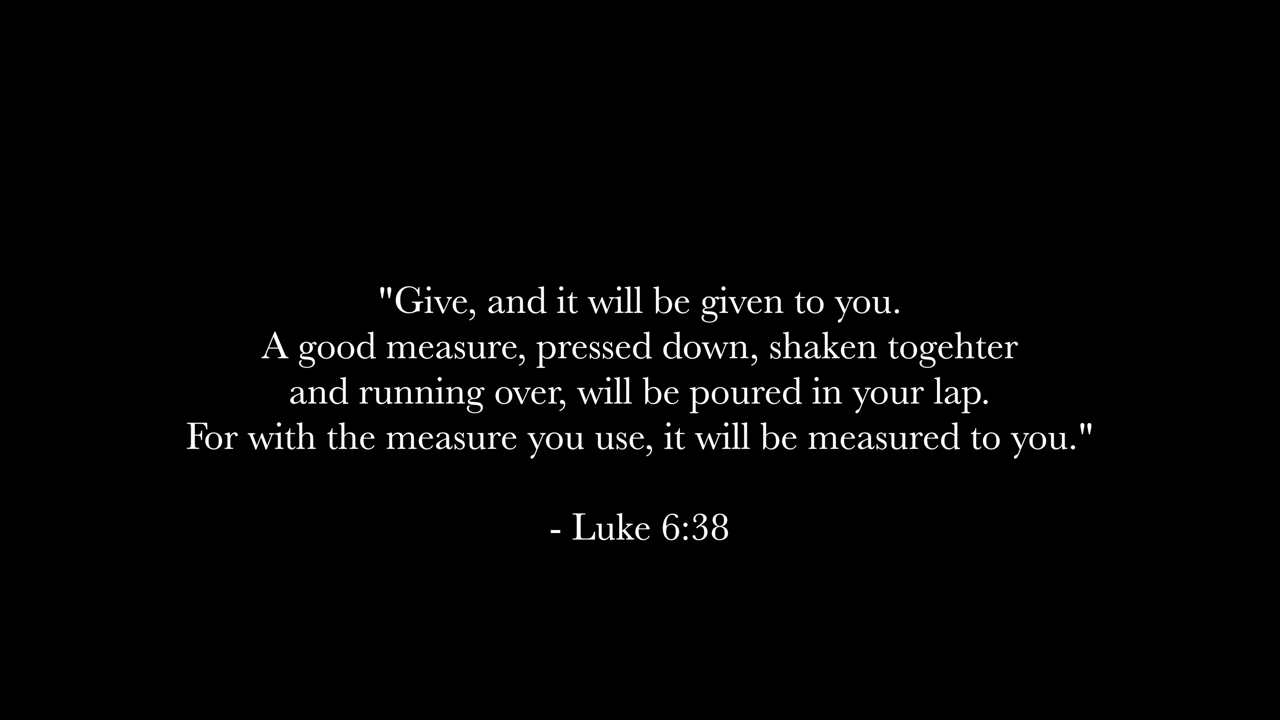 "Give, and it will be given to you.
A good measure, pressed down, shaken togehter
and running over, will be poured in your lap.
For with the measure you use, it will be measured to you."
- Luke 6:38